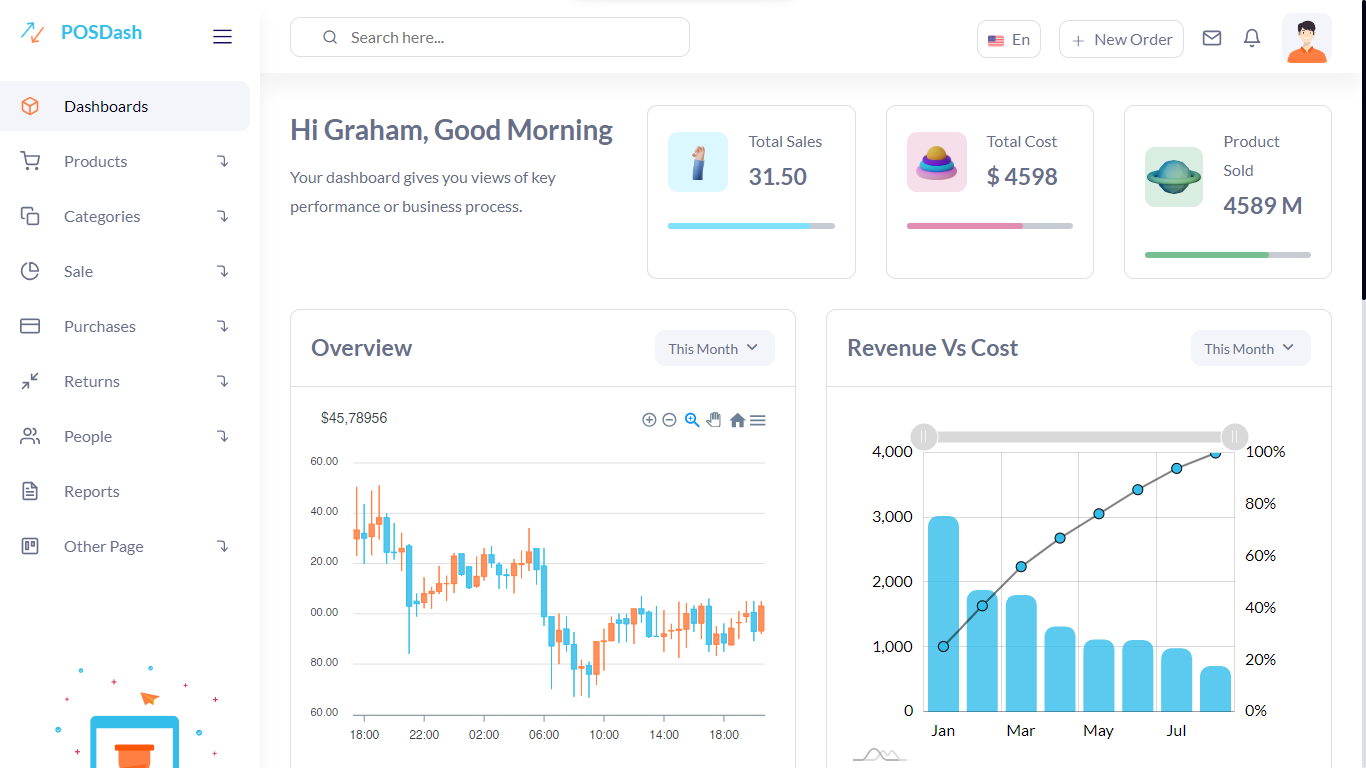 POSDash
Search here...
En
New Order
Dashboards
Products
Categories
Sale
Purchases
Returns
People
Reports
Other Page
Hi Graham, Good Morning
Your dashboard gives you views of key
performance or business process.
Total Sales
31.50
Total Cost
$ 4598
Product
Sold
4589 M
Overview
This Month
$45,78956
60.00
40.00
20.00
00.00
80.00
60.00
18:00 22:00 02:00 06:00 10:00 14:00 18:00
Revenue Vs Cost
This Month
4,000
3,000
2,000
1,000
0
100%
80%
60%
40%
20%
0%
Jan Mar May Jul